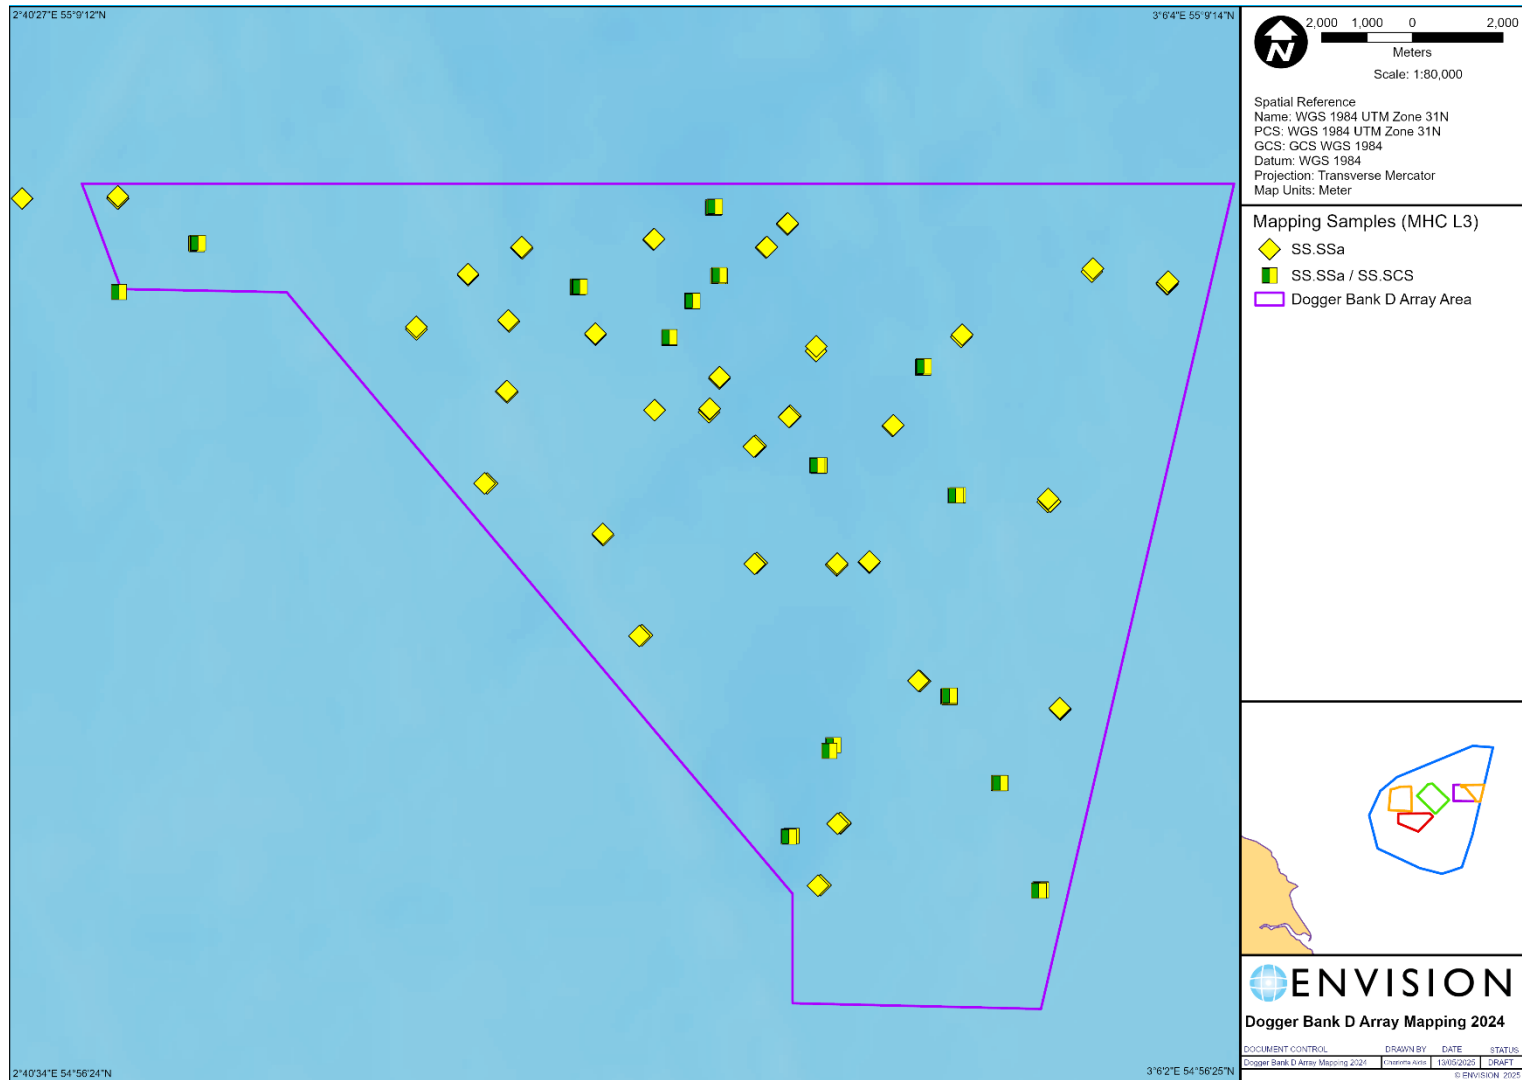 2°40'27"E 55°9'12"N
3°6'4"E 55°9'14"N
N
2,000 1,000 0 2,000
Meters
Scale: 1:80,000
Spatial Reference
Name: WGS 1984 UTM Zone 31N
PCS: WGS 1984 UTM Zone 31N
GCS: GCS WGS 1984
Datum: WGS 1984
Projection: Transverse Mercator
Map Units: Meter
Mapping Samples (MHC L3)
SS.SSa
SS.SSa / SS.SCS
Dogger Bank D Array Area
ENVISION
Dogger Bank D Array Mapping 2024
DOCUMENT CONTROL DRAWN BY DATE STATUS
Dogger Bank D Array Mapping 2024 Charlotte 13/05/2025 DRAFT
© ENVISION 2025
2°40'34"E 54°56'24"N
3°6'2"E 54°56'25"N